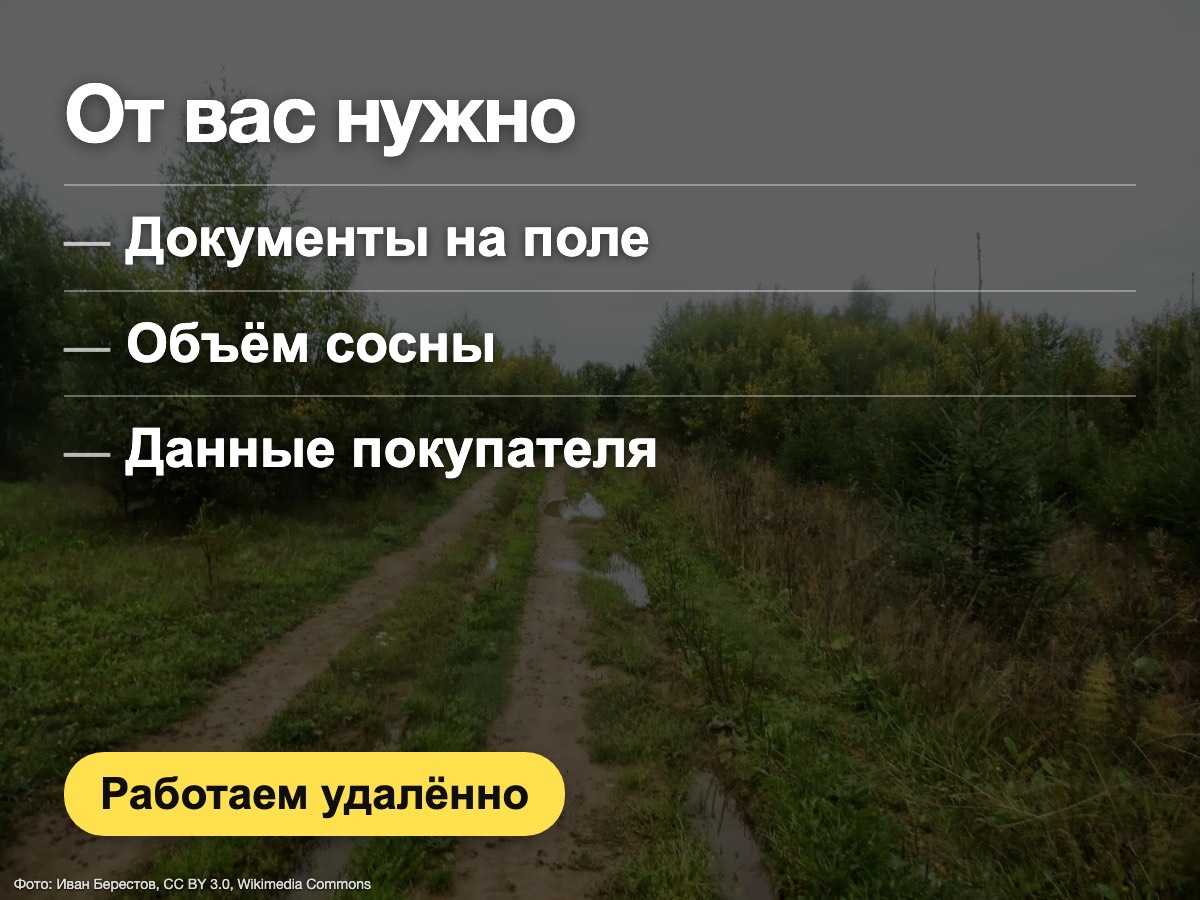 От вас нужно
— Документы на поле
— Объём сосны
— Данные покупателя
Работаем удалённо
Фото: Иван Берестов, CC BY 3.0, Wikimedia Commons